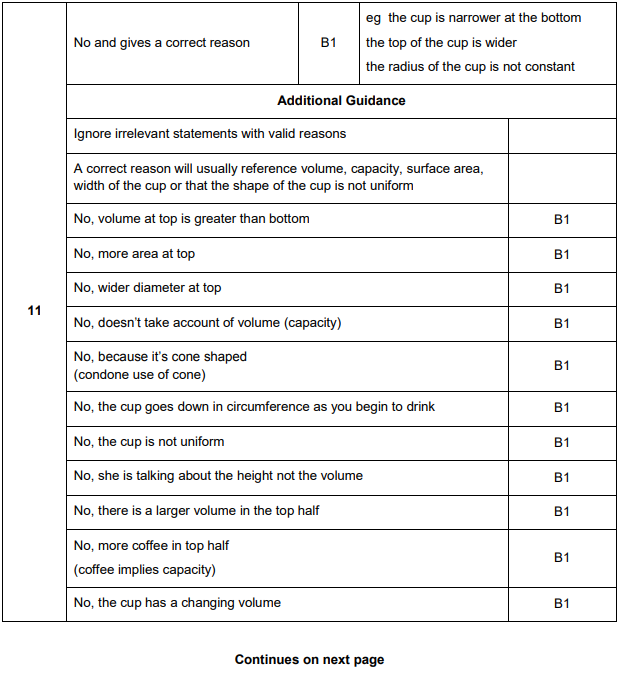 No and gives a correct reason
B1
eg the cup is narrower at the bottom
the top of the cup is wider
the radius of the cup is not constant
Additional Guidance
Ignore irrelevant statements with valid reasons
A correct reason will usually reference volume, capacity, surface area,
width of the cup or that the shape of the cup is not uniform
No, volume at top is greater than bottom
B1
No, more area at top
B1
No, wider diameter at top
B1
11
No, doesn’t take account of volume (capacity)
B1
No, because it’s cone shaped
(condone use of cone)
B1
No, the cup goes down in circumference as you begin to drink
B1
No, the cup is not uniform
B1
No, she is talking about the height not the volume
B1
No, there is a larger volume in the top half
B1
No, more coffee in top half
(coffee implies capacity)
B1
No, the cup has a changing volume
B1
Continues on next page